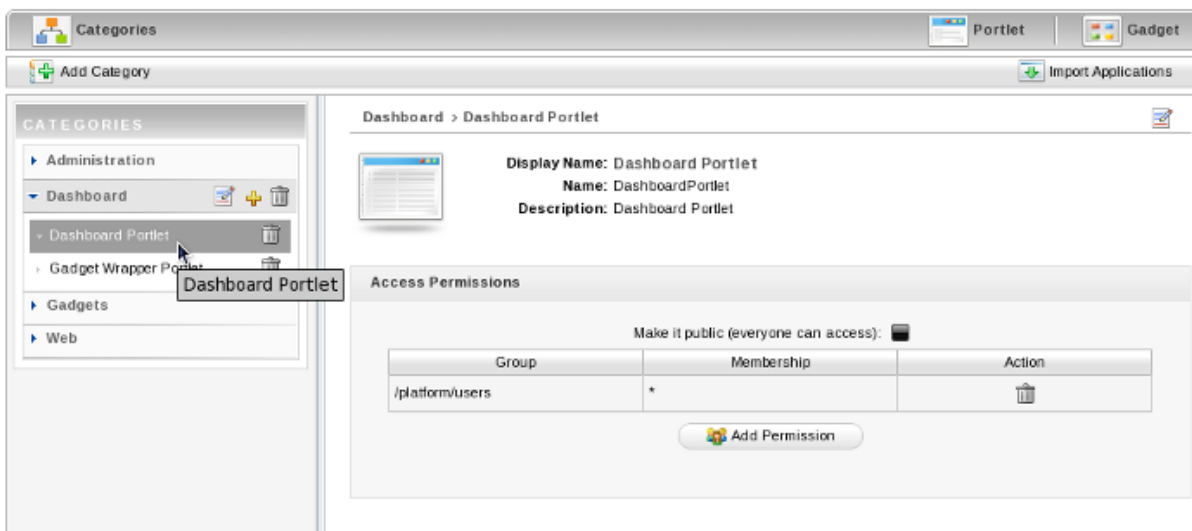 Categories
Portlet
Gadget
Add Category
Import Applications
CATEGORIES
Administration
Dashboard
Dashboard Portlet
Gadget Wrapper Portlet
Dashboard Portlet
Gadgets
Web
Dashboard > Dashboard Portlet
Display Name: Dashboard Portlet
Name: DashboardPortlet
Description: Dashboard Portlet
Access Permissions
Make it public (everyone can access):
Group Membership Action
/platform/users *
Add Permission